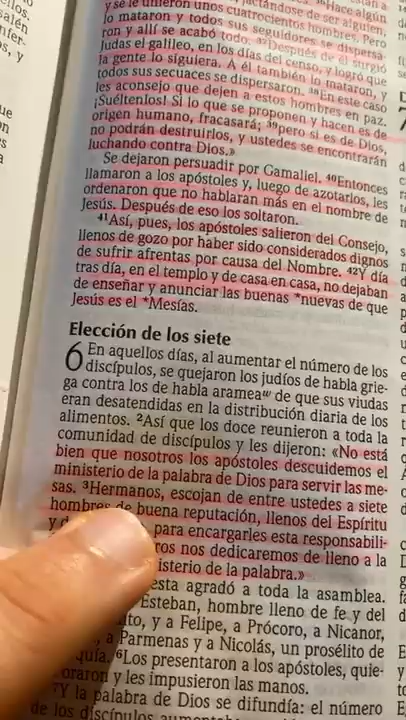 y se le unieron unos cuatrocientos hombres. Pero
lo mataron y todos sus seguidores se dispersa-
ron y allí se acabó todo. ³⁷Después de él surgió
Judas el galileo, en los días del censo, y logró que
la gente lo siguiera. A él también lo mataron, y
todos sus secuaces se dispersaron. ³⁸En este caso
les aconsejo que dejen a estos hombres en paz.
¡Suéltenlos! Si lo que se proponen y hacen es de
origen humano, fracasará; ³⁹pero si es de Dios,
no podrán destruirlos, y ustedes se encontrarán
luchando contra Dios.»
Se dejaron persuadir por Gamaliel. ⁴⁰Entonces
llamaron a los apóstoles y, luego de azotarlos, les
ordenaron que no hablaran más en el nombre de
Jesús. Después de eso los soltaron.
⁴¹Así, pues, los apóstoles salieron del Consejo,
llenos de gozo por haber sido considerados dignos
de sufrir afrentas por causa del Nombre. ⁴²Y día
tras día, en el templo y de casa en casa, no dejaban
de enseñar y anunciar las buenas *nuevas de que
Jesús es el *Mesías.
Elección de los siete
6 En aquellos días, al aumentar el número de los
discípulos, se quejaron los judíos de habla grie-
ga contra los de habla aramea de que sus viudas
eran desatendidas en la distribución diaria de los
alimentos. ²Así que los doce reunieron a toda la
comunidad de discípulos y les dijeron: «No está
bien que nosotros los apóstoles descuidemos el
ministerio de la palabra de Dios para servir las me-
sas. ³Hermanos, escojan de entre ustedes a siete
hombres de buena reputación, llenos del Espíritu
y para encargarles esta responsabili-
ros nos dedicaremos de lleno a la
isterio de la palabra.»
esta agradó a toda la asamblea.
Esteban, hombre lleno de fe y del
ito, y a Felipe, a Prócoro, a Nicanor,
a Parmenas y a Nicolás, un prosélito de
quía. ⁶Los presentaron a los apóstoles, quie-
oraron y les impusieron las manos.
⁷Y la palabra de Dios se difundía: el número
de los discípulos